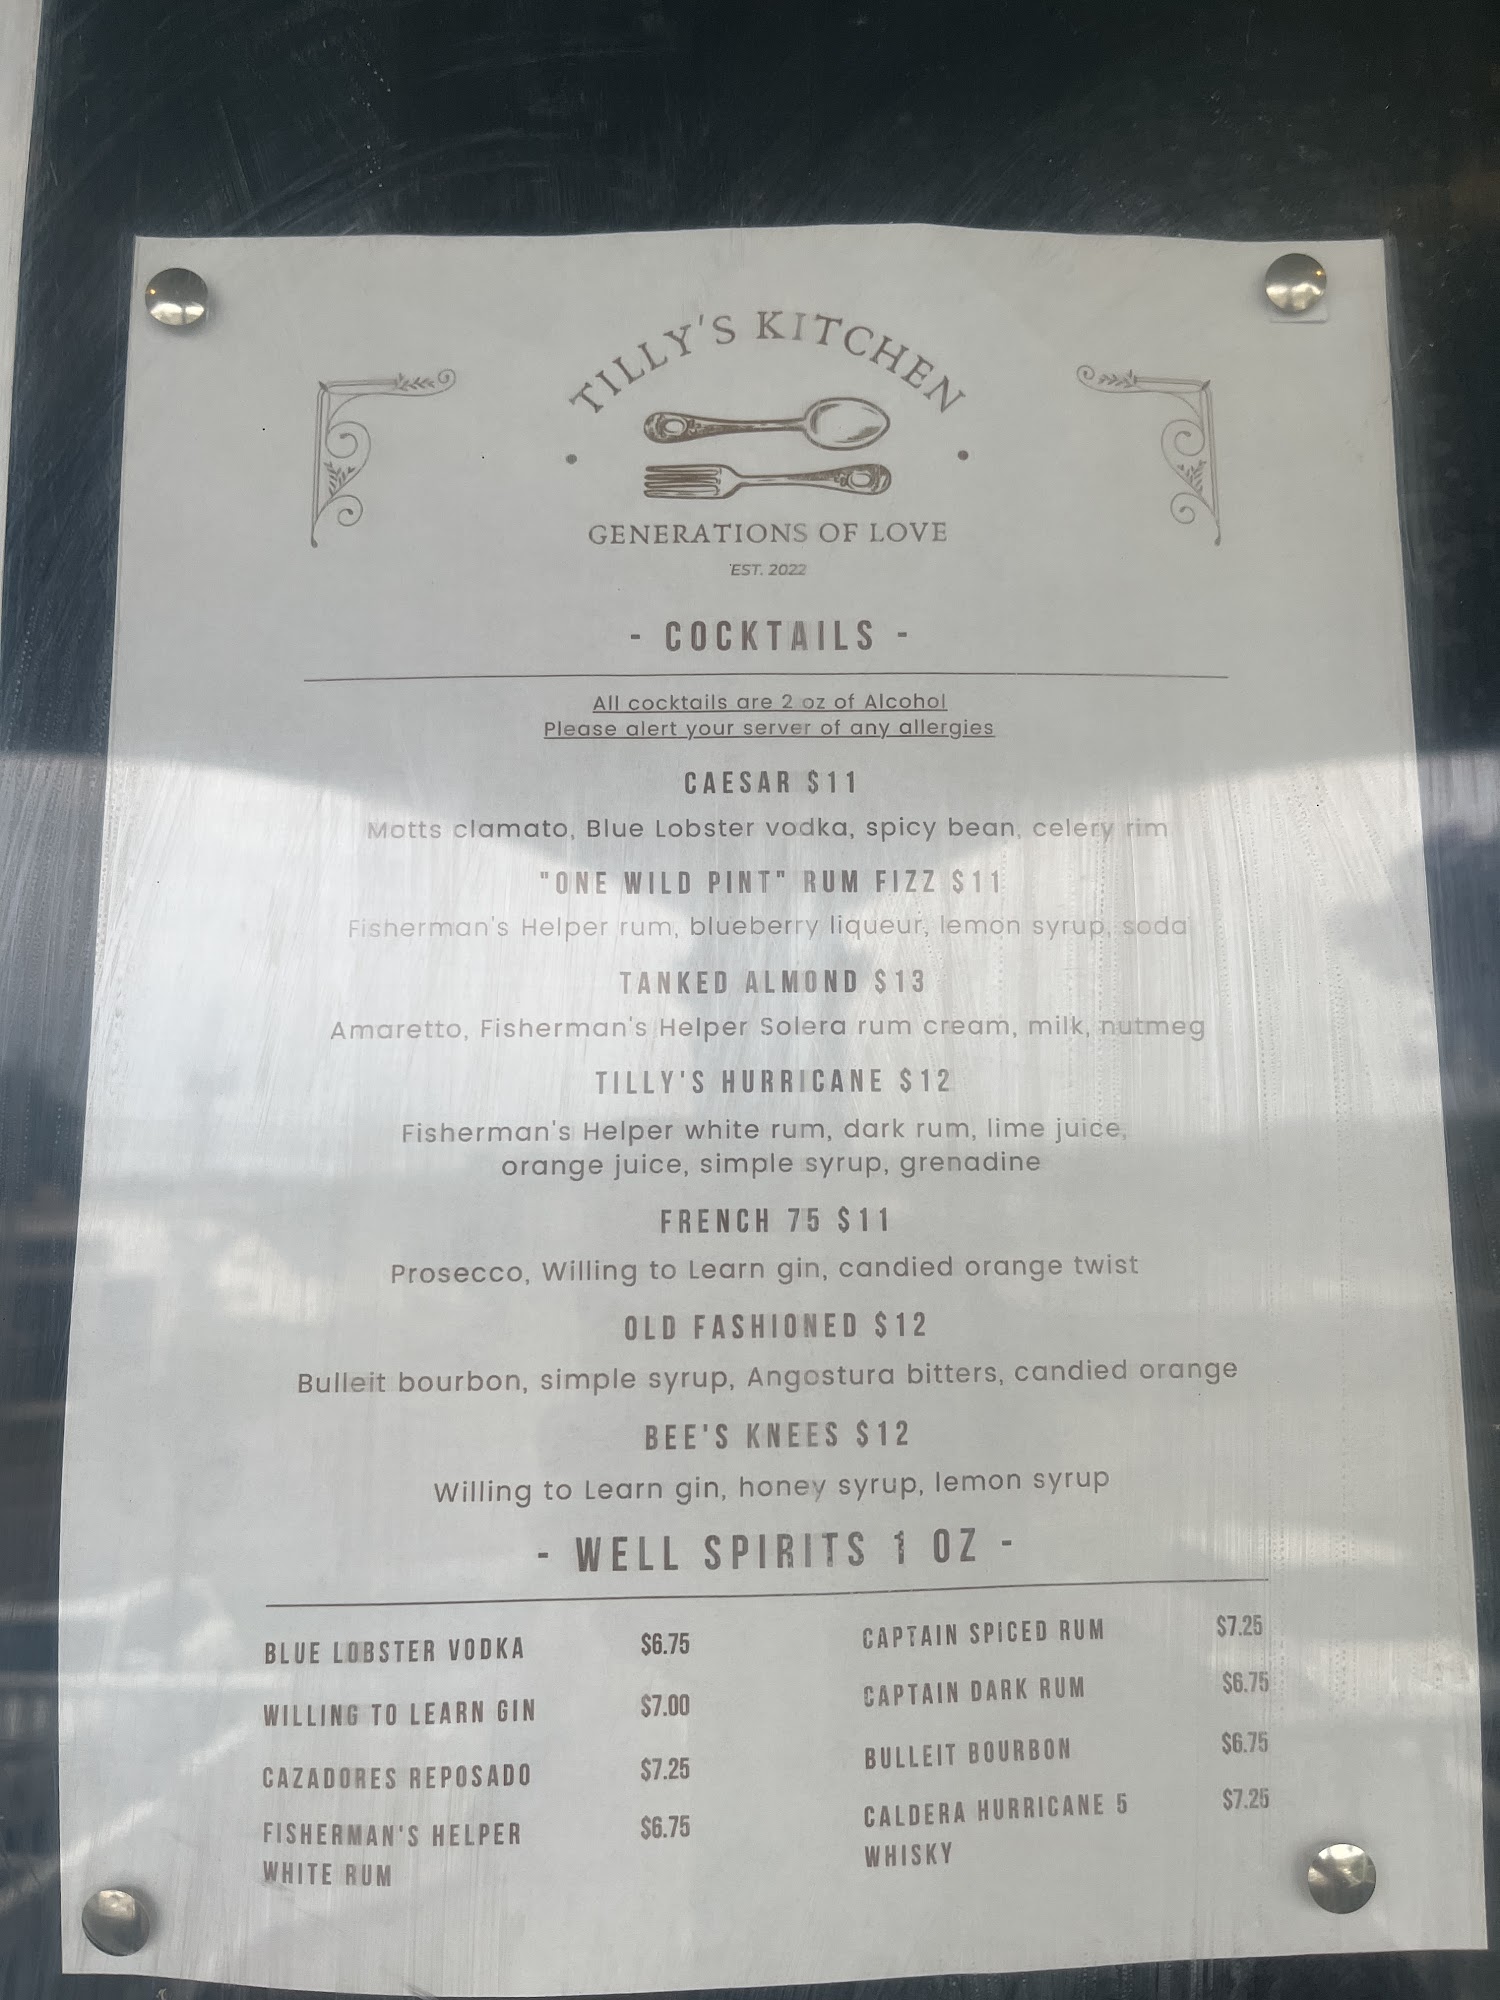 TILLY'S KITCHEN
GENERATIONS OF LOVE
EST. 2022
- COCKTAILS -
All cocktails are 2 oz of Alcohol
Please alert your server of any allergies
CAESAR $11
Motts clamato, Blue Lobster vodka, spicy bean, celery rim
"ONE WILD PINT" RUM FIZZ $11
Fisherman's Helper rum, blueberry liqueur, lemon syrup, soda
TANKED ALMOND $13
Amaretto, Fisherman's Helper Solera rum cream, milk, nutmeg
TILLY'S HURRICANE $12
Fisherman's Helper white rum, dark rum, lime juice,
orange juice, simple syrup, grenadine
FRENCH 75 $11
Prosecco, Willing to Learn gin, candied orange twist
OLD FASHIONED $12
Bulleit bourbon, simple syrup, Angostura bitters, candied orange
BEE'S KNEES $12
Willing to Learn gin, honey syrup, lemon syrup
- WELL SPIRITS 1 OZ -
BLUE LOBSTER VODKA $6.75
WILLING TO LEARN GIN $7.00
CAZADORES REPOSADO $7.25
FISHERMAN'S HELPER $6.75
WHITE RUM
CAPTAIN SPICED RUM $7.25
CAPTAIN DARK RUM $6.75
BULLEIT BOURBON $6.75
CALDERA HURRICANE 5 $7.25
WHISKY